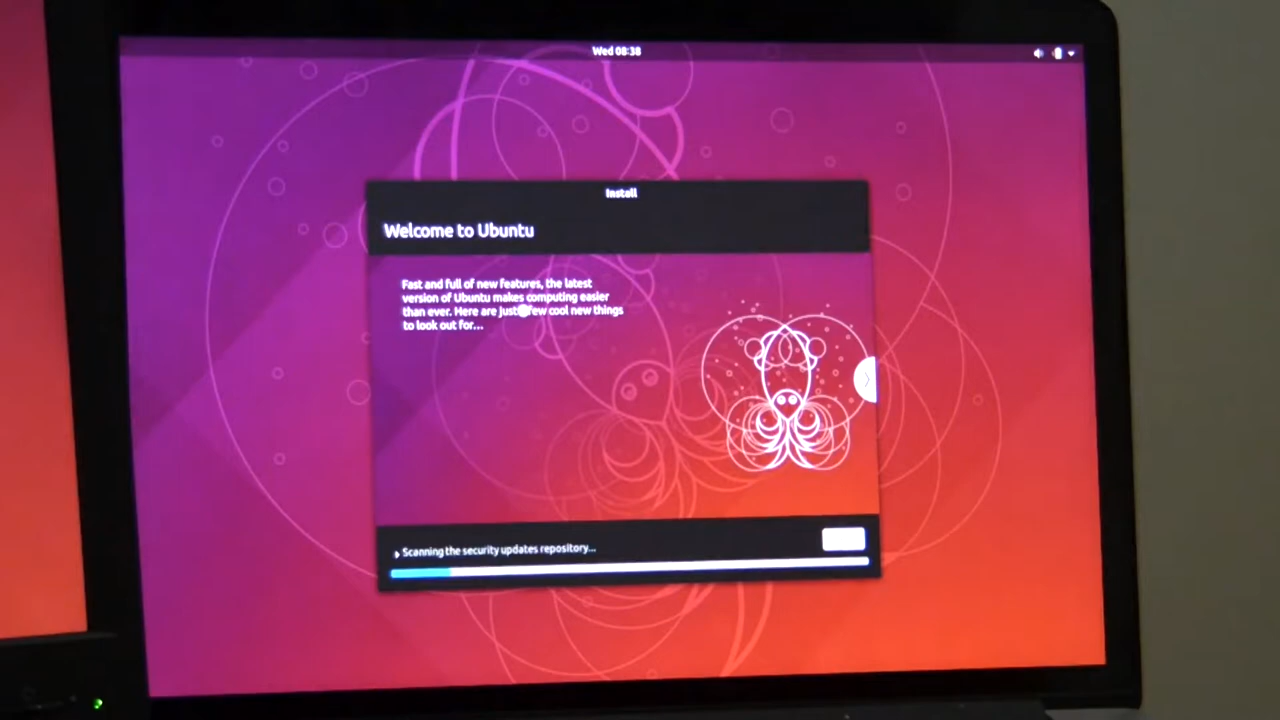 Wed 08:38
Install
Welcome to Ubuntu
Fast and full of new features, the latest
version of Ubuntu makes computing easier
than ever. Here are just few cool new things
to look out for...
Scanning the security updates repository...